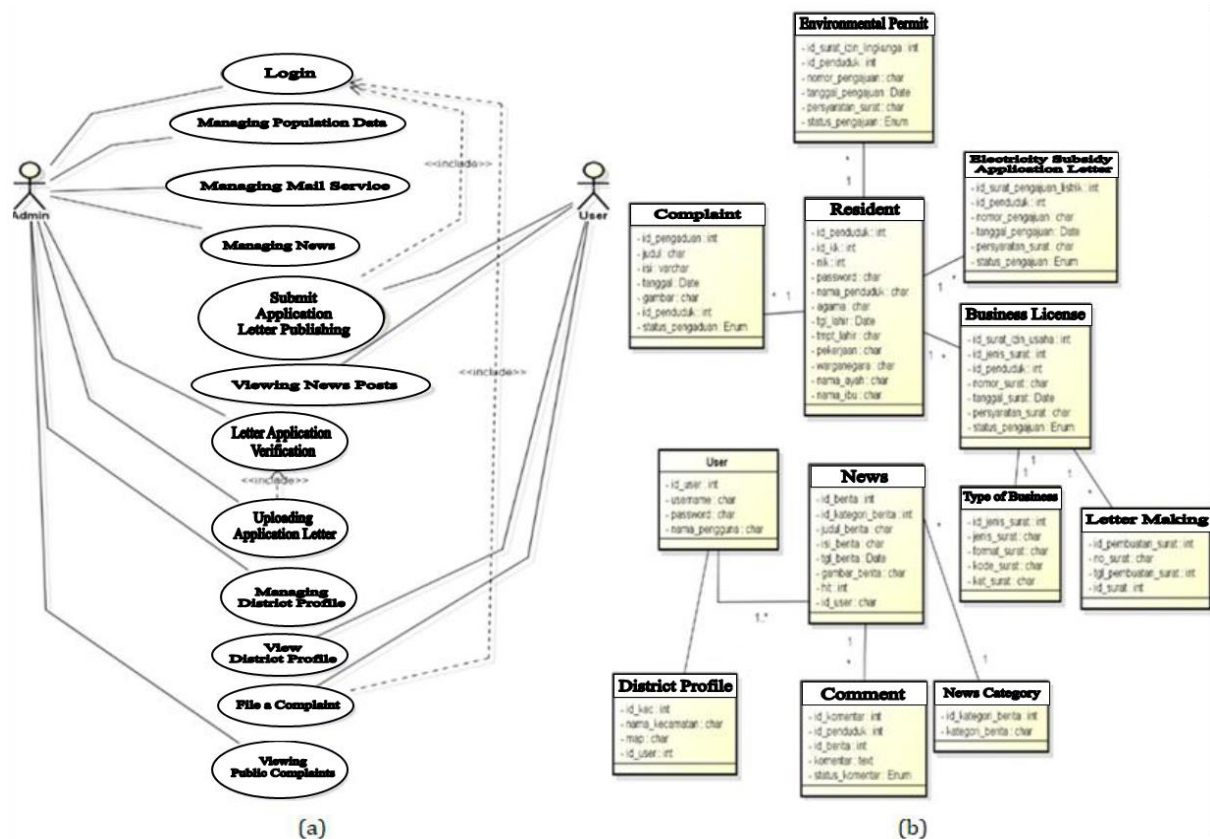 Login
Managing Population Data
<<include>>
Managing Mail Service
Admin
User
Managing News
Submit
Application
Letter Publishing
Viewing News Posts
<<include>>
Letter Application
Verification
<<include>>
Uploading
Application Letter
Managing
District Profile
View
District Profile
File a Complaint
Viewing
Public Complaints
(a)
Environmental Permit
- id_surat_izin_lingkunga : int
- id_penduduk : int
- nomor_pengajuan : char
- tanggal_pengajuan : Date
- persyaratan_surat : char
- status_pengajuan : Enum
*
1
Electricity Subsidy
Application Letter
- id_surat_pengajuan_listrik : int
- id_penduduk : int
- nomor_pengajuan : char
- tanggal_pengajuan : Date
- persyaratan_surat : char
- status_pengajuan : Enum
1 *
Complaint
- id_pengaduan : int
- judul : char
- isi : varchar
- tanggal : Date
- gambar : char
- id_penduduk : int
- status_pengaduan : Enum
* 1
Resident
- id_penduduk : int
- id_kk : int
- nik : int
- password : char
- nama_penduduk : char
- agama : char
- tgl_lahir : Date
- tmpt_lahir : char
- pekerjaan : char
- warganegara : char
- nama_ayah : char
- nama_ibu : char
1 *
Business License
- id_surat_izin_usaha : int
- id_jenis_surat : int
- id_penduduk : int
- nomor_surat : char
- tanggal_surat : Date
- persyaratan_surat : char
- status_pengajuan : Enum
1
1
1
*
User
- id_user : int
- username : char
- password : char
- nama_pengguna : char
1..*
News
- id_berita : int
- id_kategori_berita : int
- judul_berita : char
- isi_berita : char
- tgl_berita : Date
- gambar_berita : char
- hit : int
- id_user : char
*
1
1
*
Type of Business
- id_jenis_surat : int
- jenis_surat : char
- format_surat : char
- kode_surat : char
- ket_surat : char
Letter Making
- id_pembuatan_surat : int
- no_surat : char
- tgl_pembuatan_surat : int
- id_surat : int
District Profile
- id_kec : int
- nama_kecamatan : char
- map : char
- id_user : int
Comment
- id_komentar : int
- id_penduduk : int
- id_berita : int
- komentar : text
- status_komentar : Enum
News Category
- id_kategori_berita : int
- kategori_berita : char
(b)